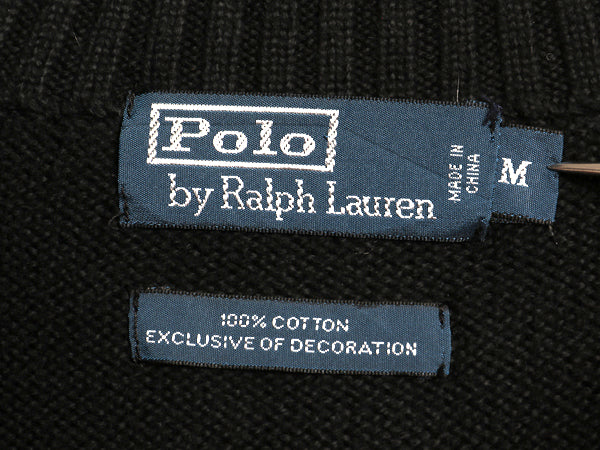 Polo
by Ralph Lauren
MADE IN
CHINA
M
100% COTTON
EXCLUSIVE OF DECORATION